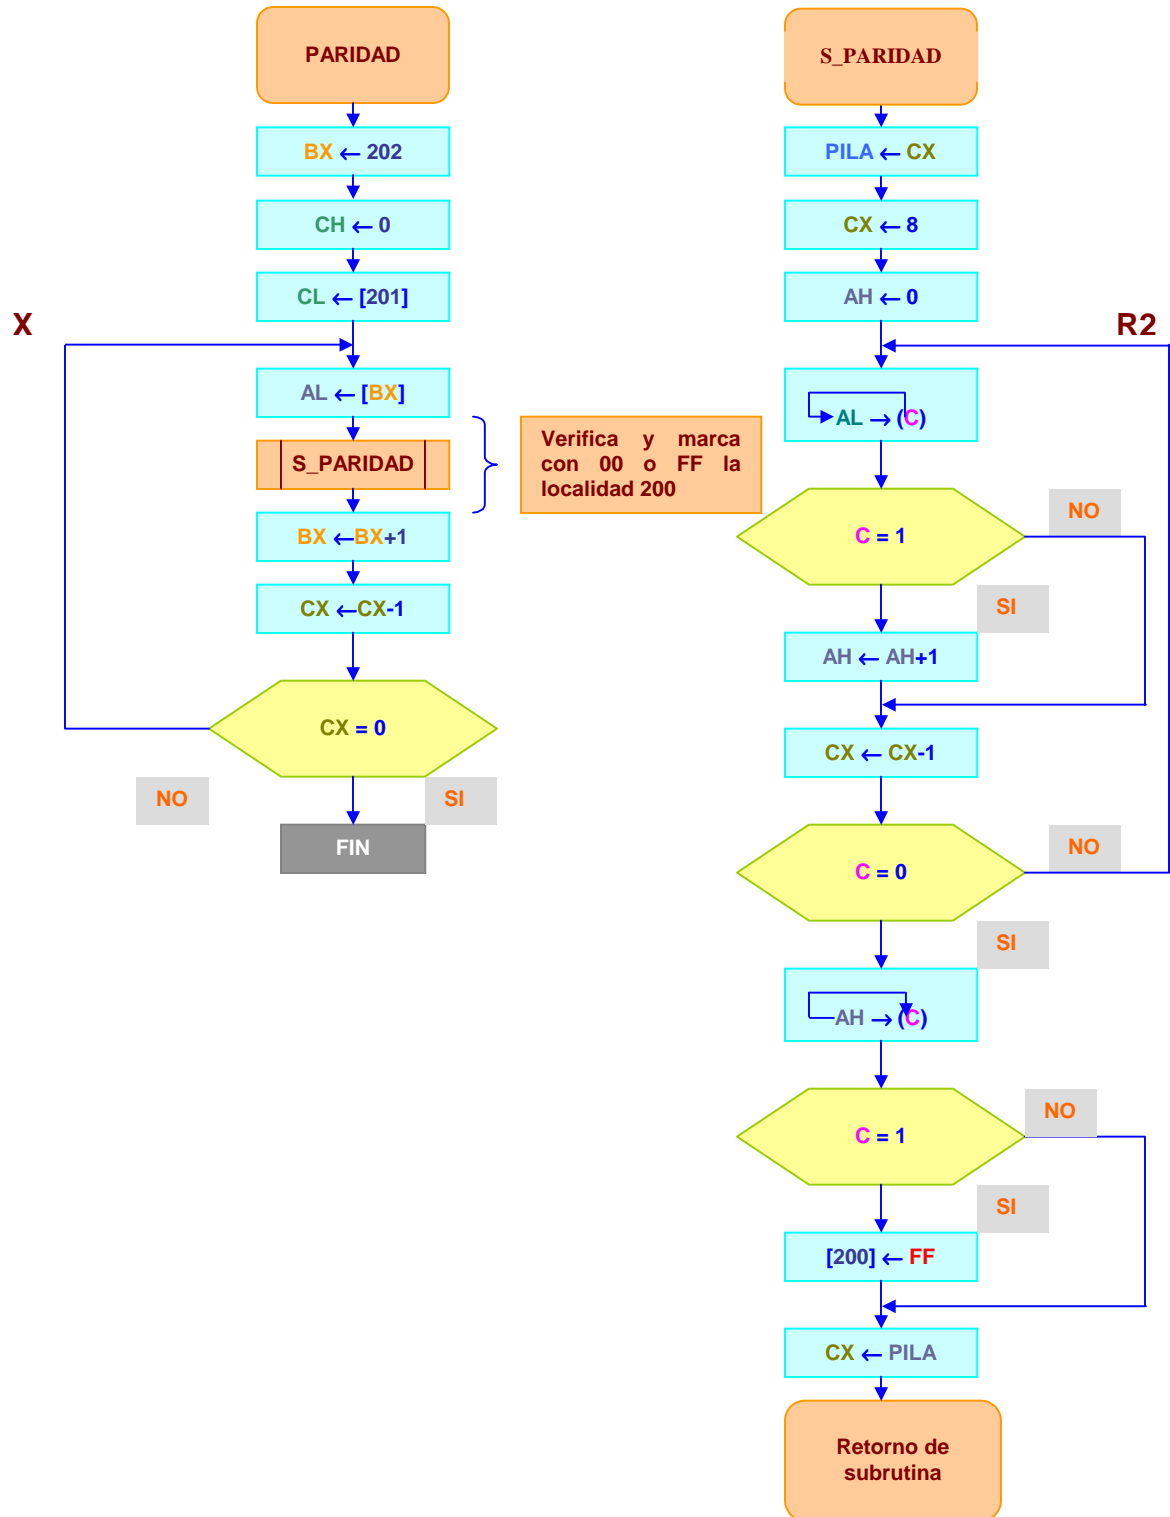 PARIDAD
BX ← 202
CH ← 0
CL ← [201]
X
AL ← [BX]
S_PARIDAD
Verifica y marca
con 00 o FF la
localidad 200
BX ←BX+1
CX ←CX-1
CX = 0
NO
SI
FIN
S_PARIDAD
PILA ← CX
CX ← 8
AH ← 0
R2
AL → (C)
C = 1
NO
SI
AH ← AH+1
CX ← CX-1
C = 0
NO
SI
AH → (C)
C = 1
NO
SI
[200] ← FF
CX ← PILA
Retorno de
subrutina